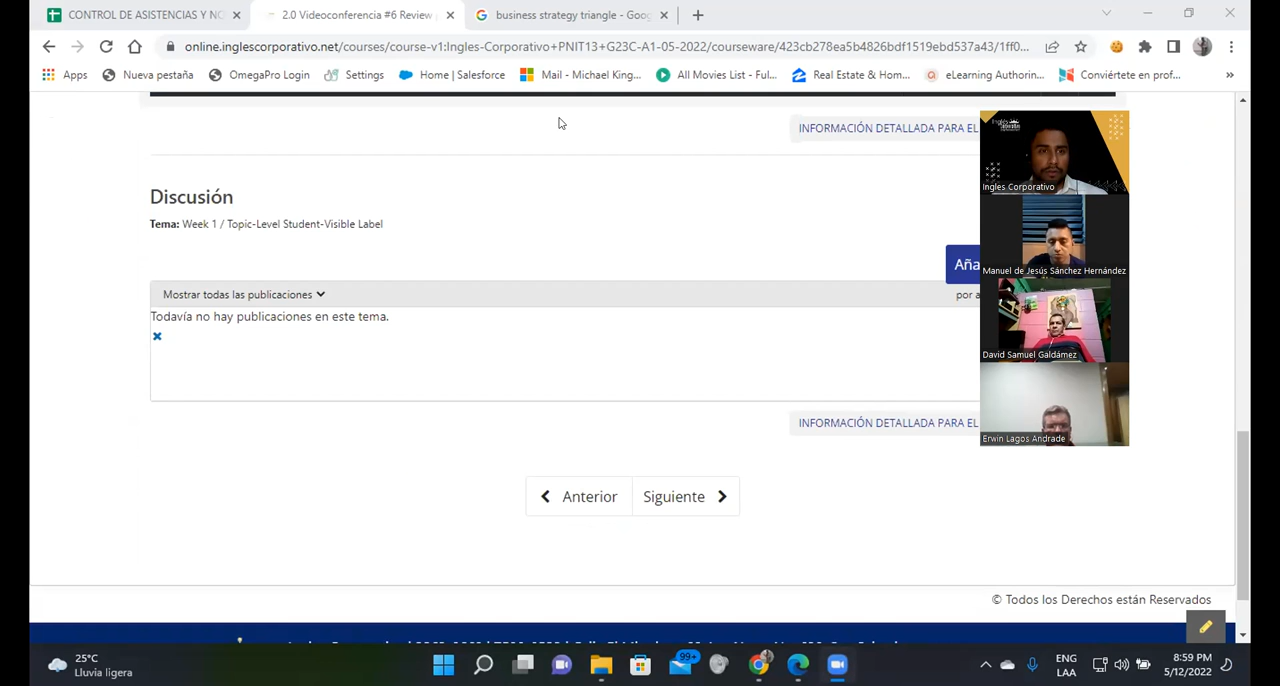 CONTROL DE ASISTENCIAS Y NO
2.0 Videoconferencia #6 Review
business strategy triangle - Goog
online.inglescorporativo.net/courses/course-v1:Ingles-Corporativo+PNIT13+G23C-A1-05-2022/courseware/423cb278ea5b4826bdf1519ebd537a43/1ff0...
Apps
Nueva pestaña
OmegaPro Login
Settings
Home | Salesforce
Mail - Michael King...
All Movies List - Ful...
Real Estate & Hom...
eLearning Authorin...
Conviértete en prof...
INFORMACIÓN DETALLADA PARA EL
Ingles Corporativo
Discusión
Tema: Week 1 / Topic-Level Student-Visible Label
Aña
Manuel de Jesús Sánchez Hernández
Mostrar todas las publicaciones
por a
Todavía no hay publicaciones en este tema.
David Samuel Galdámez
INFORMACIÓN DETALLADA PARA EL
Erwin Lagos Andrade
Anterior
Siguiente
© Todos los Derechos están Reservados
25°C
Lluvia ligera
99+
ENG
LAA
8:59 PM
5/12/2022